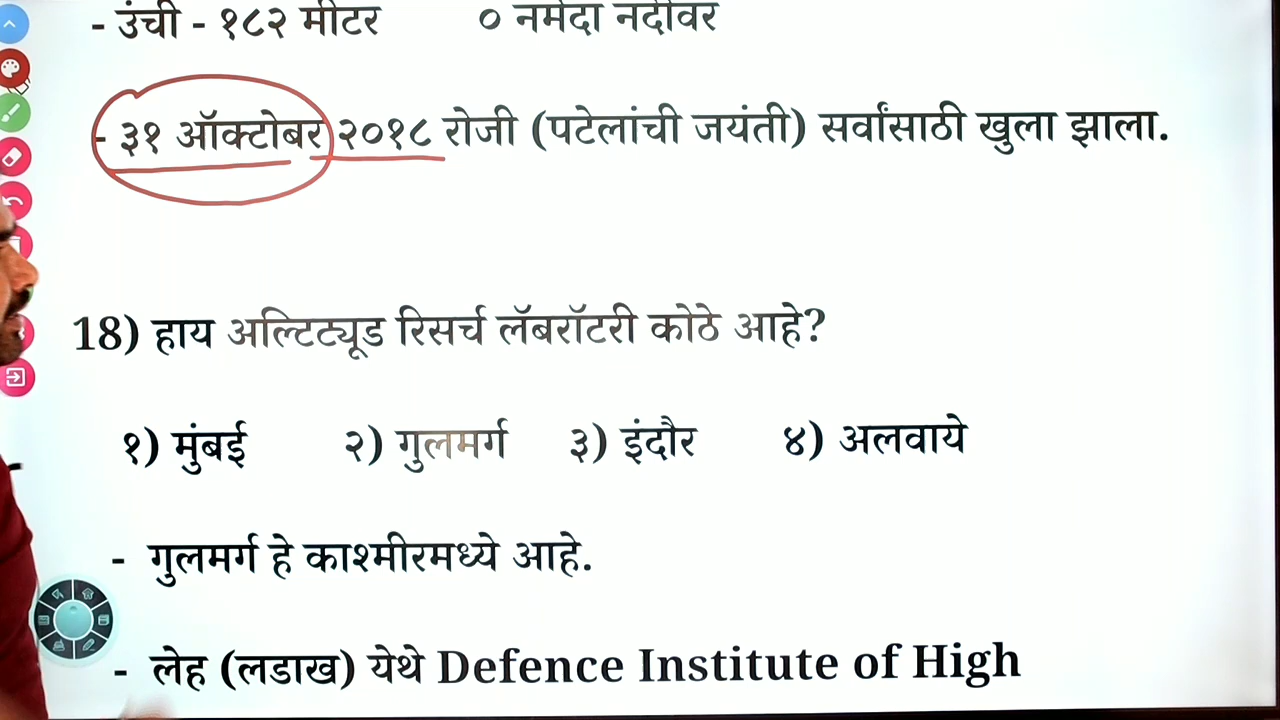 - उंची - १८२ मीटर ० नर्मदा नदीवर
- ३१ ऑक्टोबर २०१८ रोजी (पटेलांची जयंती) सर्वांसाठी खुला झाला.
18) हाय अल्टिट्यूड रिसर्च लॅबरॉटरी कोठे आहे?
१) मुंबई २) गुलमर्ग ३) इंदौर ४) अलवाये
- गुलमर्ग हे काश्मीरमध्ये आहे.
- लेह (लडाख) येथे Defence Institute of High